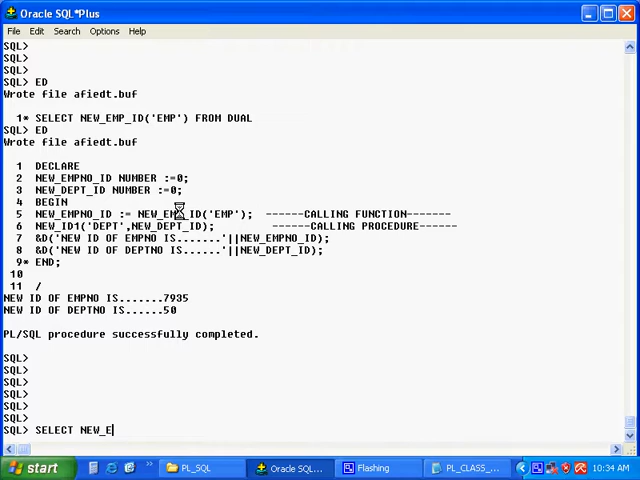 Oracle SQL*Plus
File Edit Search Options Help
SQL>
SQL>
SQL>
SQL> ED
Wrote file afiedt.buf
1* SELECT NEW_EMP_ID('EMP') FROM DUAL
SQL> ED
Wrote file afiedt.buf
1 DECLARE
2 NEW_EMPNO_ID NUMBER :=0;
3 NEW_DEPT_ID NUMBER :=0;
4 BEGIN
5 NEW_EMPNO_ID := NEW_EMP_ID('EMP'); ------CALLING FUNCTION-------
6 NEW_ID1('DEPT',NEW_DEPT_ID); ------CALLING PROCEDURE------
7 &D('NEW ID OF EMPNO IS.......'||NEW_EMPNO_ID);
8 &D('NEW ID OF DEPTNO IS......'||NEW_DEPT_ID);
9* END;
10
11 /
NEW ID OF EMPNO IS.......7935
NEW ID OF DEPTNO IS......50
PL/SQL procedure successfully completed.
SQL>
SQL>
SQL>
SQL>
SQL>
SQL>
SQL> SELECT NEW_E
start PL_SQL Oracle SQL... Flashing PL_CLASS_... 10:34 AM